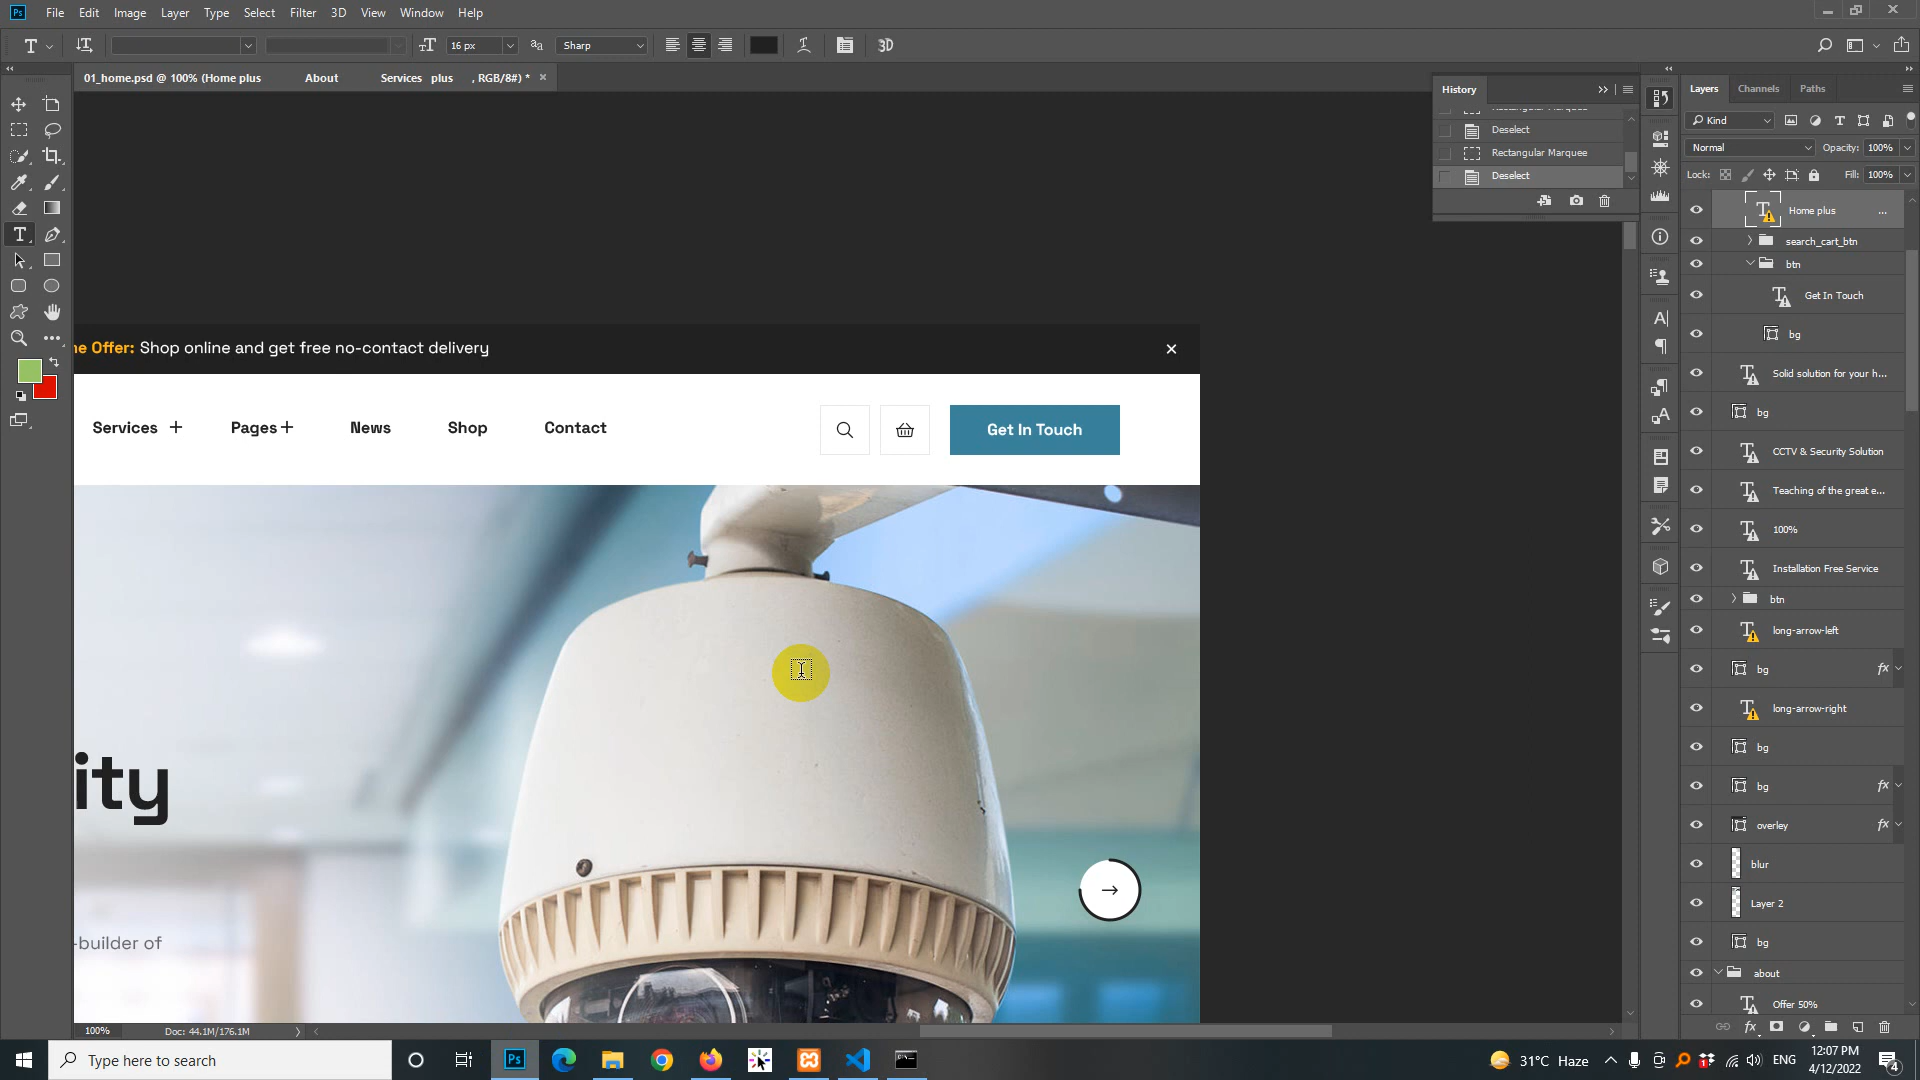 Ps File Edit Image Layer Type Select Filter 3D View Window Help
16 px Sharp 3D
01_home.psd @ 100% (Home plus About Services plus , RGB/8#) *
History
Deselect
Rectangular Marquee
Deselect
Layers Channels Paths
Kind
Normal Opacity: 100%
Lock: Fill: 100%
Home plus ...
search_cart_btn
btn
Get In Touch
bg
Solid solution for your h...
bg
CCTV & Security Solution
Teaching of the great e...
100%
Installation Free Service
btn
long-arrow-left
bg fx
long-arrow-right
bg
bg fx
overley fx
blur
Layer 2
bg
about
Offer 50%
ne Offer: Shop online and get free no-contact delivery
Services + Pages+ News Shop Contact
Get In Touch
ity
-builder of
100% Doc: 44.1M/176.1M
Type here to search
31°C Haze ENG
12:07 PM
4/12/2022
4